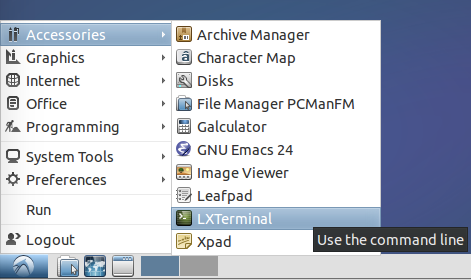 Accessories
Graphics
Internet
Office
Programming
System Tools
Preferences
Run
Logout
Archive Manager
Character Map
Disks
File Manager PCManFM
Galculator
GNU Emacs 24
Image Viewer
Leafpad
LXTerminal
Xpad
Use the command line